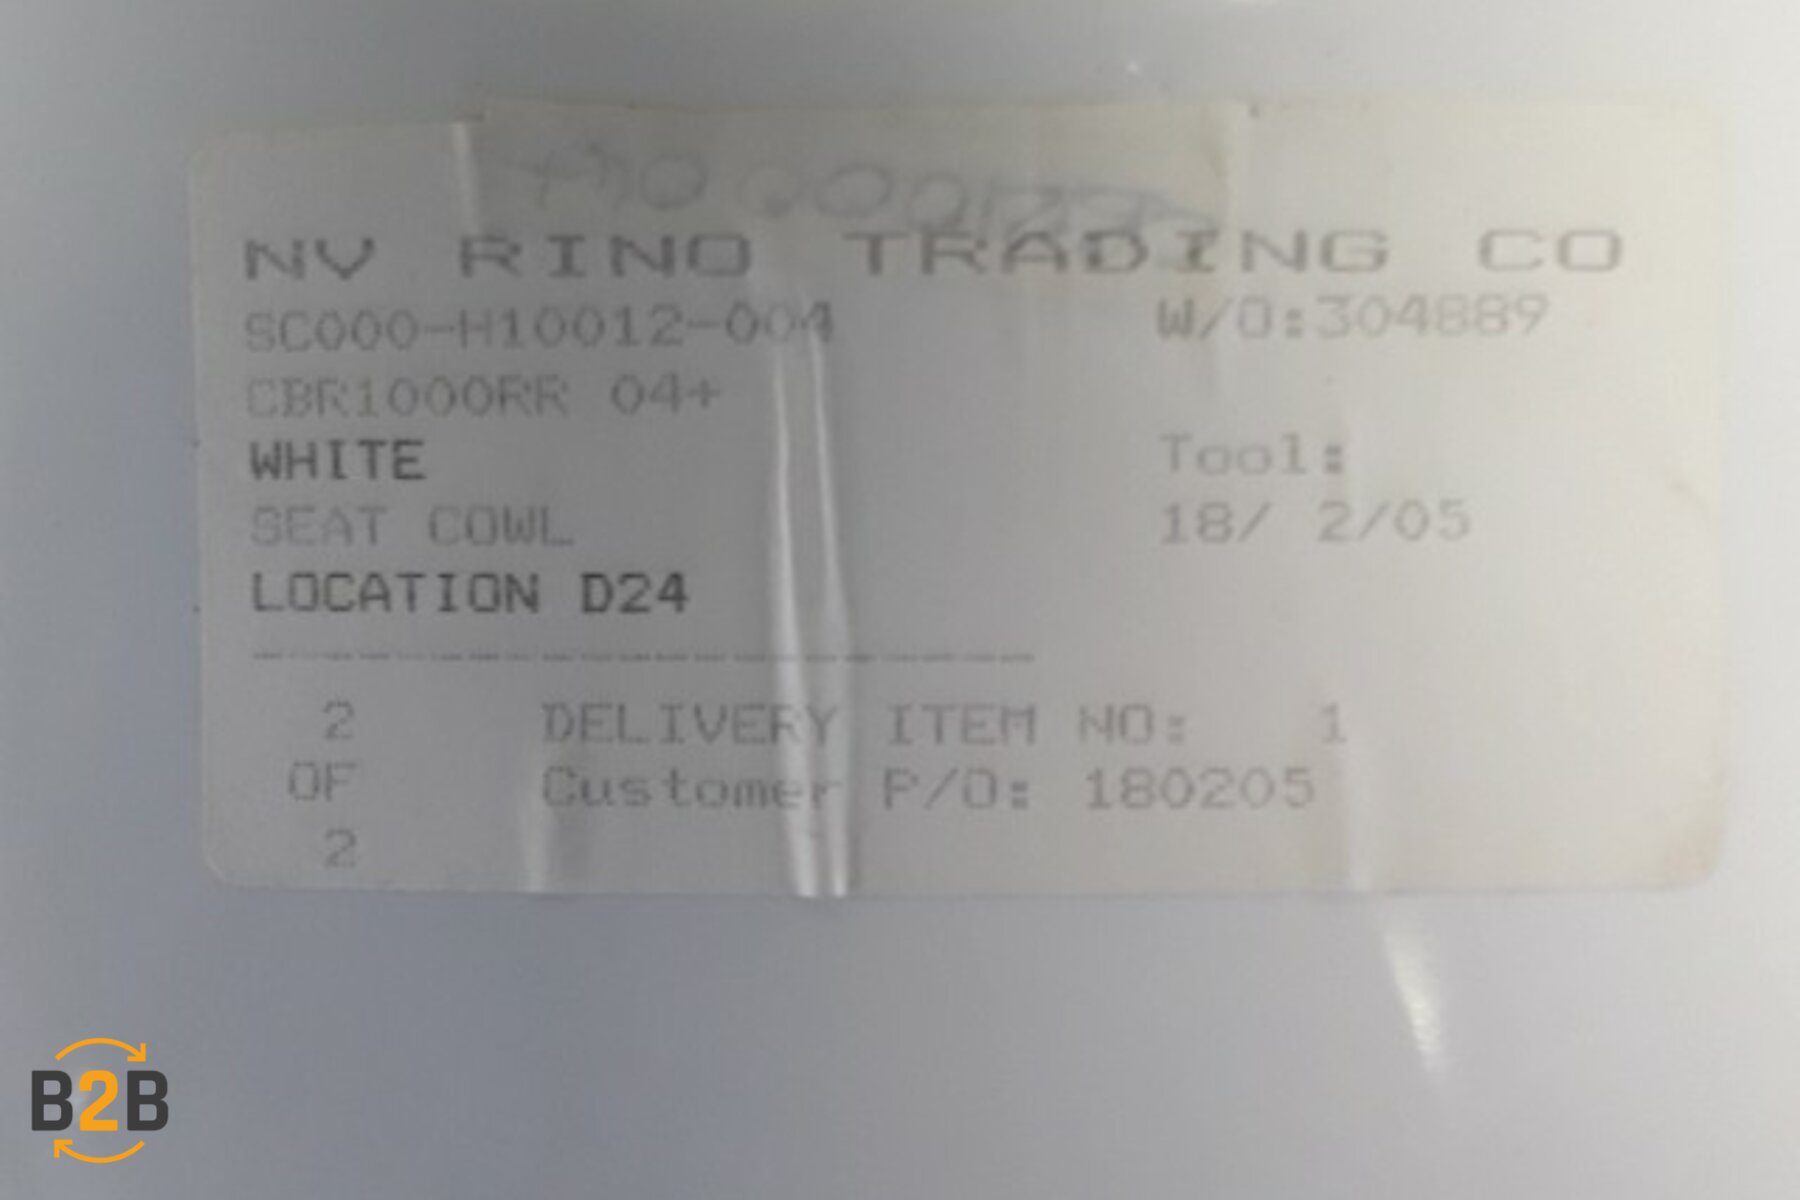 NV RINO TRADING CO
SC000-H10012-004 W/O:304889
CBR1000RR 04+
WHITE Tool:
SEAT COWL 18/ 2/05
LOCATION D24
--------------------------------
2 DELIVERY ITEM NO: 1
OF Customer P/O: 180205
2
B2B